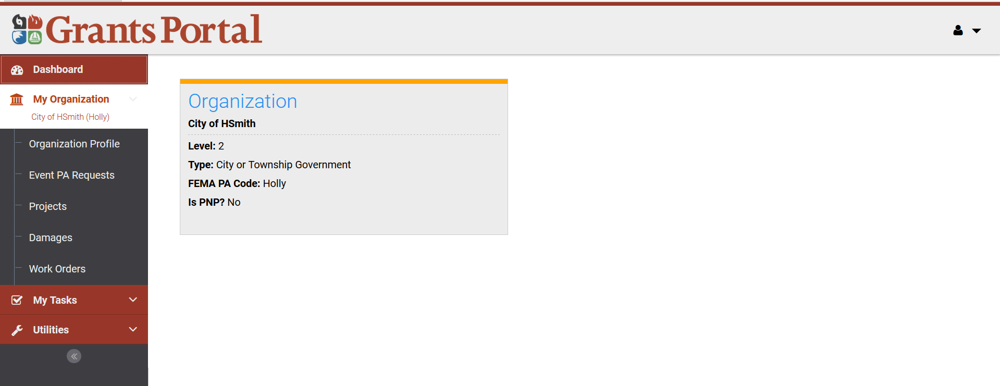 Grants Portal
Dashboard
My Organization
City of HSmith (Holly)
Organization Profile
Event PA Requests
Projects
Damages
Work Orders
My Tasks
Utilities
Organization
City of HSmith
Level: 2
Type: City or Township Government
FEMA PA Code: Holly
Is PNP? No